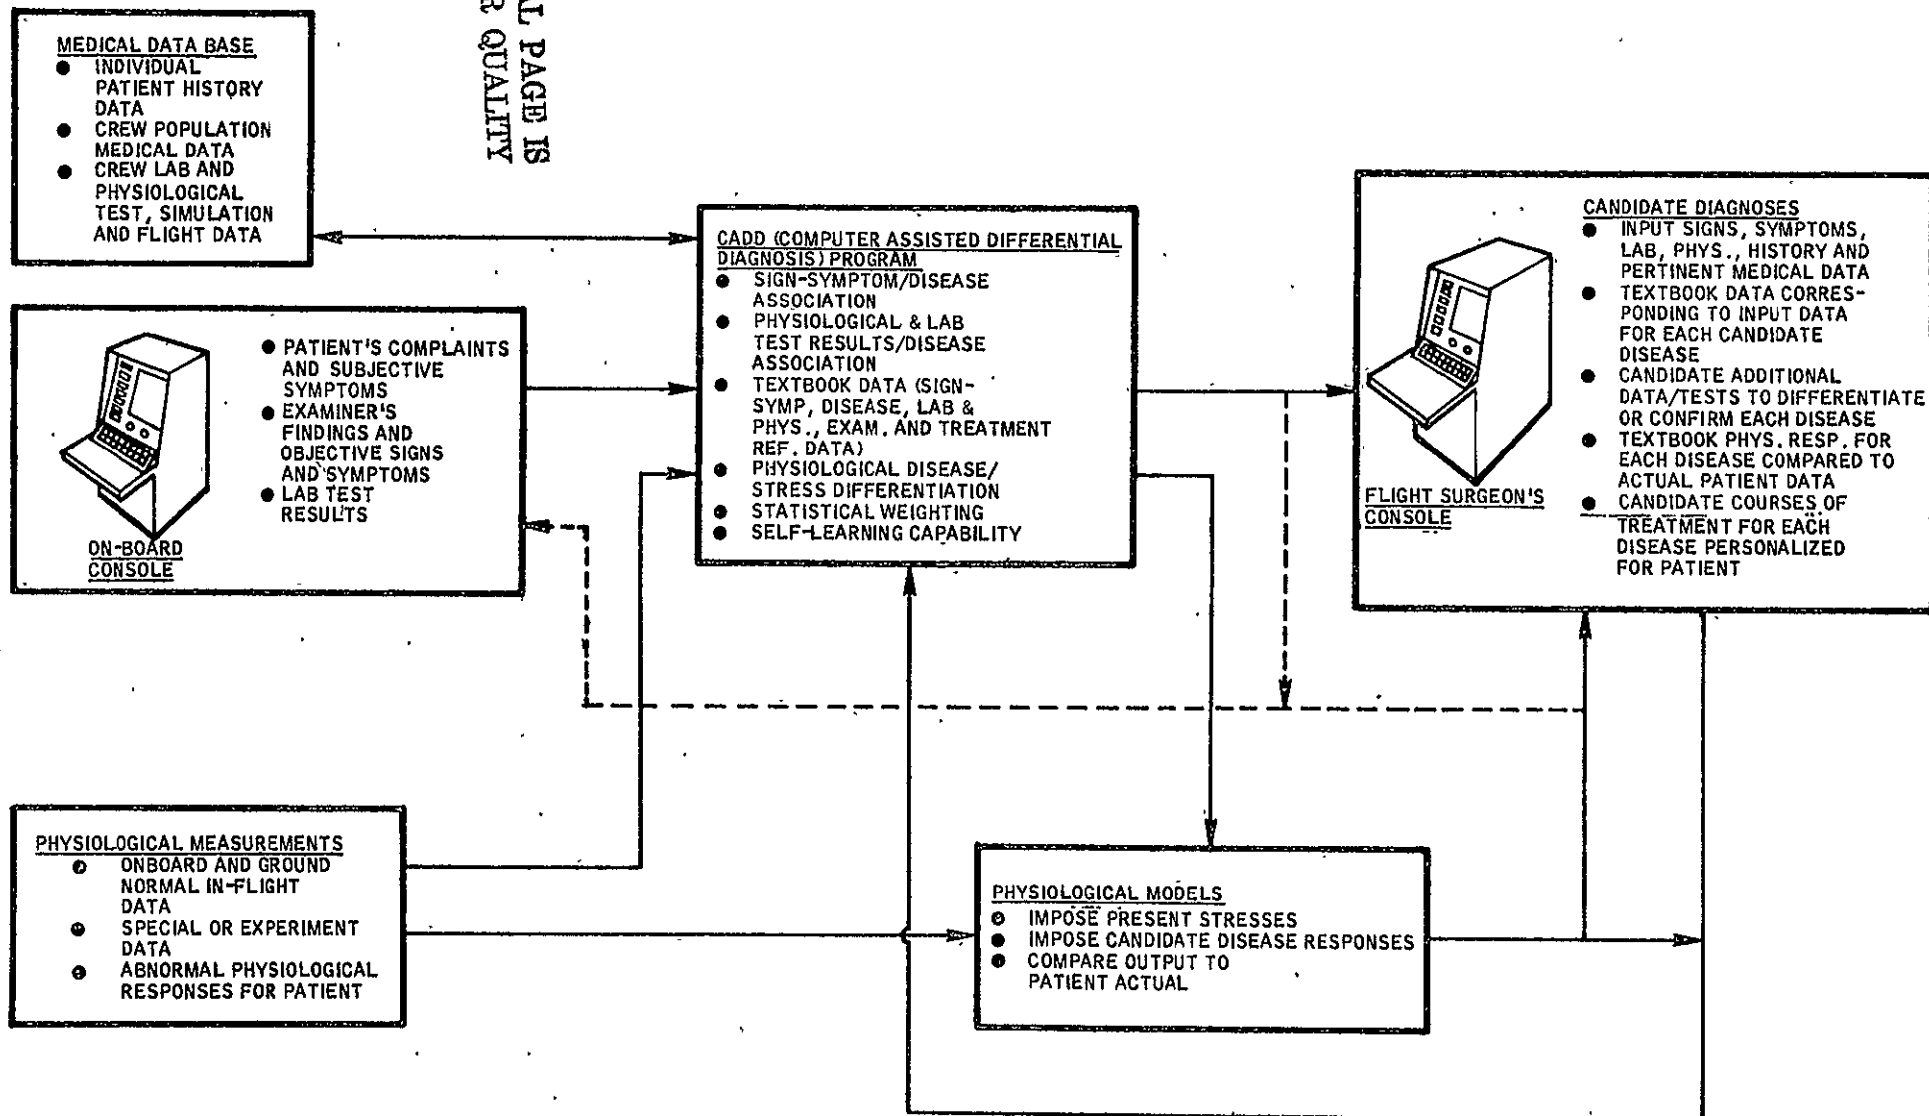 AL PAGE IS
R QUALITY
MEDICAL DATA BASE
● INDIVIDUAL
PATIENT HISTORY
DATA
● CREW POPULATION
MEDICAL DATA
● CREW LAB AND
PHYSIOLOGICAL
TEST, SIMULATION
AND FLIGHT DATA
● PATIENT'S COMPLAINTS
AND SUBJECTIVE
SYMPTOMS
● EXAMINER'S
FINDINGS AND
OBJECTIVE SIGNS
AND SYMPTOMS
● LAB TEST
RESULTS
ON-BOARD
CONSOLE
PHYSIOLOGICAL MEASUREMENTS
● ONBOARD AND GROUND
NORMAL IN-FLIGHT
DATA
● SPECIAL OR EXPERIMENT
DATA
● ABNORMAL PHYSIOLOGICAL
RESPONSES FOR PATIENT
CADD (COMPUTER ASSISTED DIFFERENTIAL
DIAGNOSIS) PROGRAM
● SIGN-SYMPTOM/DISEASE
ASSOCIATION
● PHYSIOLOGICAL & LAB
TEST RESULTS/DISEASE
ASSOCIATION
● TEXTBOOK DATA (SIGN-
SYMP, DISEASE, LAB &
PHYS., EXAM. AND TREATMENT
REF. DATA)
● PHYSIOLOGICAL DISEASE/
STRESS DIFFERENTIATION
● STATISTICAL WEIGHTING
● SELF-LEARNING CAPABILITY
PHYSIOLOGICAL MODELS
● IMPOSE PRESENT STRESSES
● IMPOSE CANDIDATE DISEASE RESPONSES
● COMPARE OUTPUT TO
PATIENT ACTUAL
FLIGHT SURGEON'S
CONSOLE
CANDIDATE DIAGNOSES
● INPUT SIGNS, SYMPTOMS,
LAB, PHYS., HISTORY AND
PERTINENT MEDICAL DATA
● TEXTBOOK DATA CORRES-
PONDING TO INPUT DATA
FOR EACH CANDIDATE
DISEASE
● CANDIDATE ADDITIONAL
DATA/TESTS TO DIFFERENTIATE
OR CONFIRM EACH DISEASE
● TEXTBOOK PHYS. RESP. FOR
EACH DISEASE COMPARED TO
ACTUAL PATIENT DATA
● CANDIDATE COURSES OF
TREATMENT FOR EACH
DISEASE PERSONALIZED
FOR PATIENT